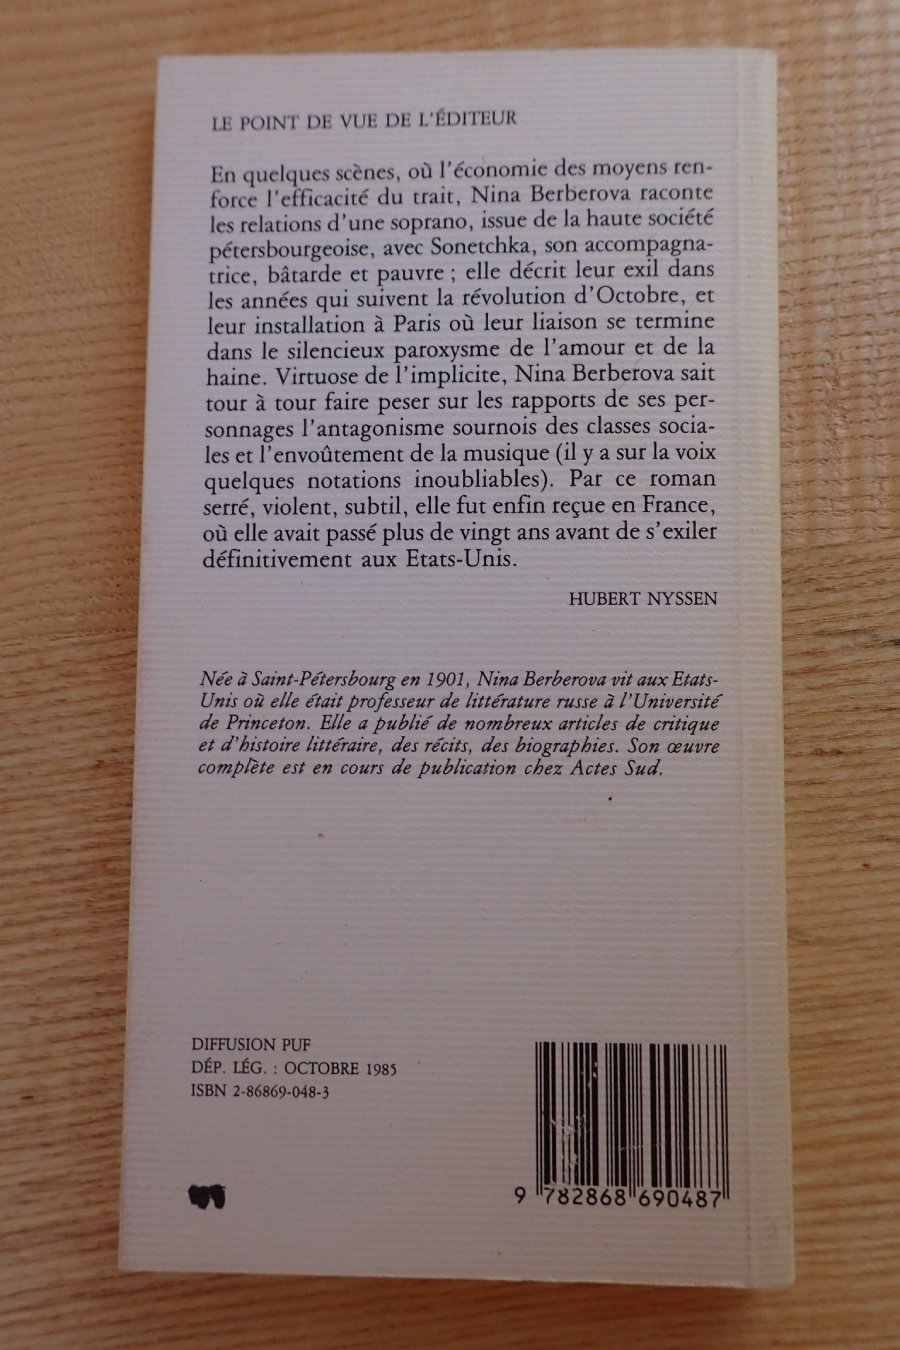 LE POINT DE VUE DE L'ÉDITEUR
En quelques scènes, où l'économie des moyens ren-
force l'efficacité du trait, Nina Berberova raconte
les relations d'une soprano, issue de la haute société
pétersbourgeoise, avec Sonetchka, son accompagna-
trice, bâtarde et pauvre ; elle décrit leur exil dans
les années qui suivent la révolution d'Octobre, et
leur installation à Paris où leur liaison se termine
dans le silencieux paroxysme de l'amour et de la
haine. Virtuose de l'implicite, Nina Berberova sait
tour à tour faire peser sur les rapports de ses per-
sonnages l'antagonisme sournois des classes socia-
les et l'envoûtement de la musique (il y a sur la voix
quelques notations inoubliables). Par ce roman
serré, violent, subtil, elle fut enfin reçue en France,
où elle avait passé plus de vingt ans avant de s'exiler
définitivement aux Etats-Unis.
HUBERT NYSSEN
Née à Saint-Pétersbourg en 1901, Nina Berberova vit aux Etats-
Unis où elle était professeur de littérature russe à l'Université
de Princeton. Elle a publié de nombreux articles de critique
et d'histoire littéraire, des récits, des biographies. Son œuvre
complète est en cours de publication chez Actes Sud.
DIFFUSION PUF
DÉP. LÉG. : OCTOBRE 1985
ISBN 2-86869-048-3
9 782868 690487